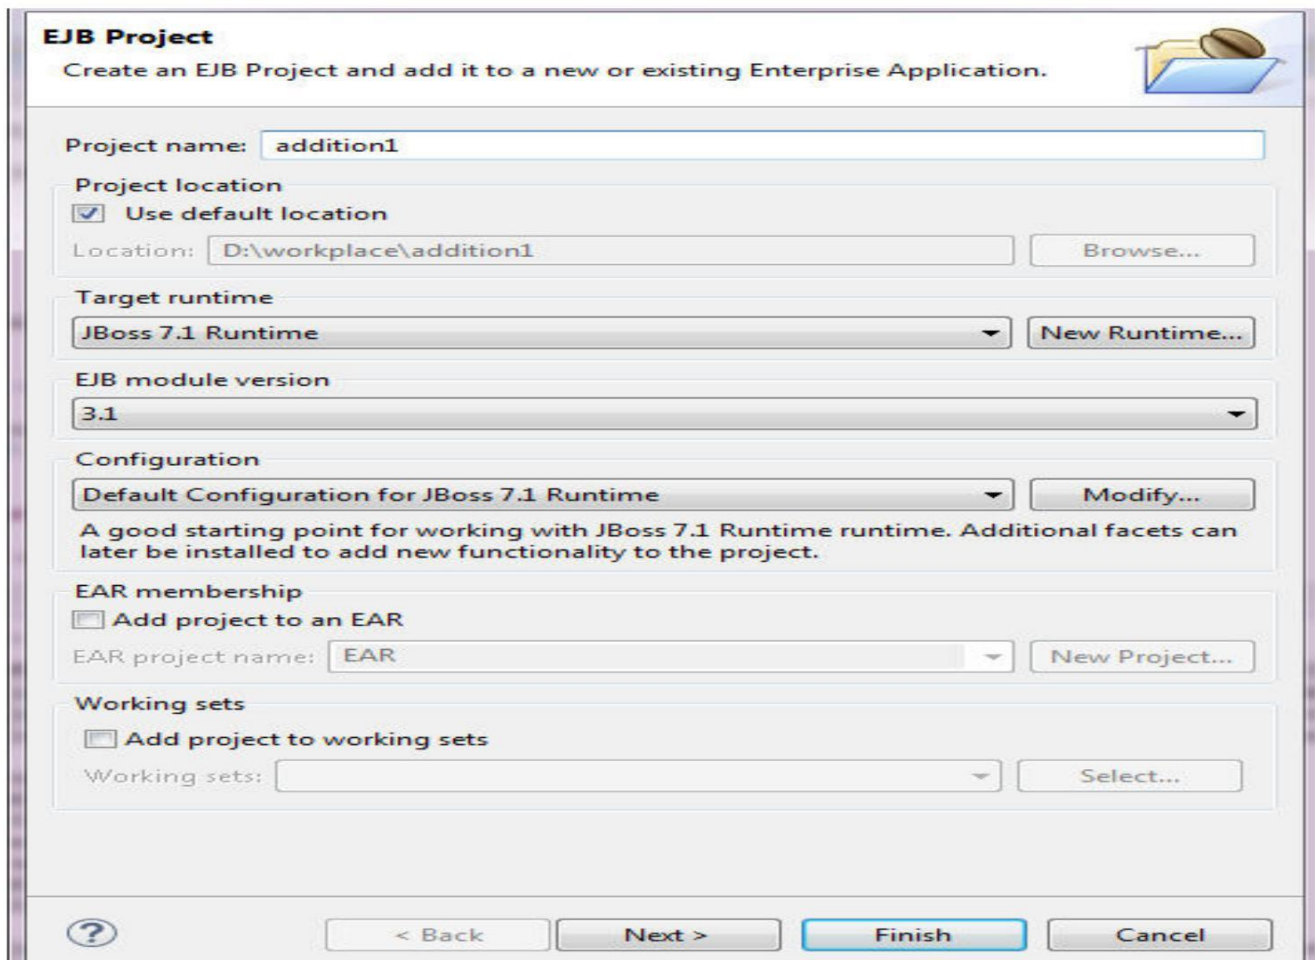 EJB Project
Create an EJB Project and add it to a new or existing Enterprise Application.
Project name: addition1
Project location
Use default location
Location: D:\workplace\addition1 Browse...
Target runtime
JBoss 7.1 Runtime New Runtime...
EJB module version
3.1
Configuration
Default Configuration for JBoss 7.1 Runtime Modify...
A good starting point for working with JBoss 7.1 Runtime runtime. Additional facets can
later be installed to add new functionality to the project.
EAR membership
Add project to an EAR
EAR project name: EAR New Project...
Working sets
Add project to working sets
Working sets: Select...
? < Back Next > Finish Cancel